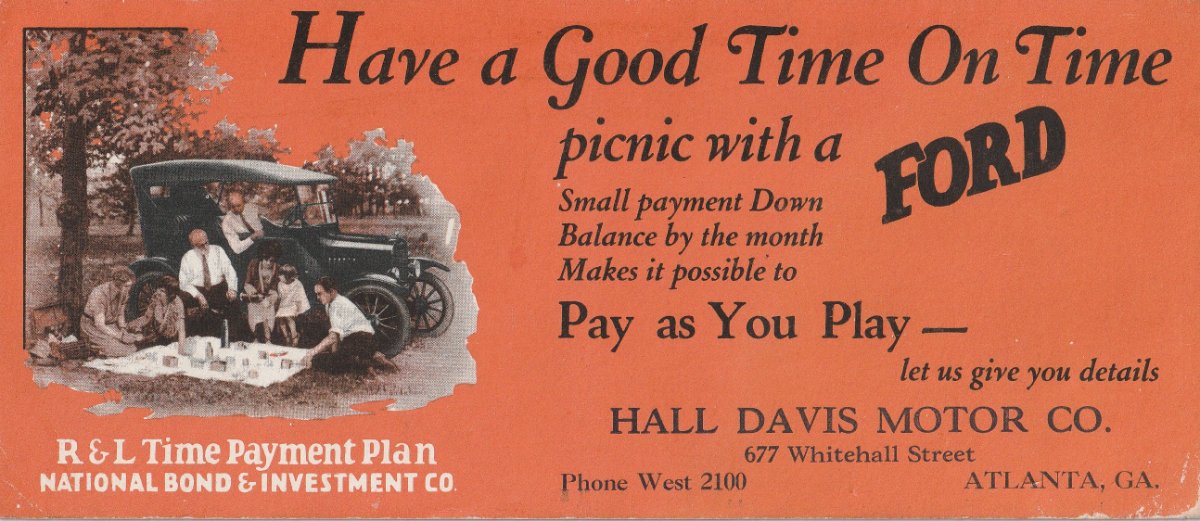 Have a Good Time On Time
picnic with a FORD
Small payment Down
Balance by the month
Makes it possible to
Pay as You Play —
let us give you details
HALL DAVIS MOTOR CO.
677 Whitehall Street
Phone West 2100 ATLANTA, GA.
R & L Time Payment Plan
NATIONAL BOND & INVESTMENT CO.